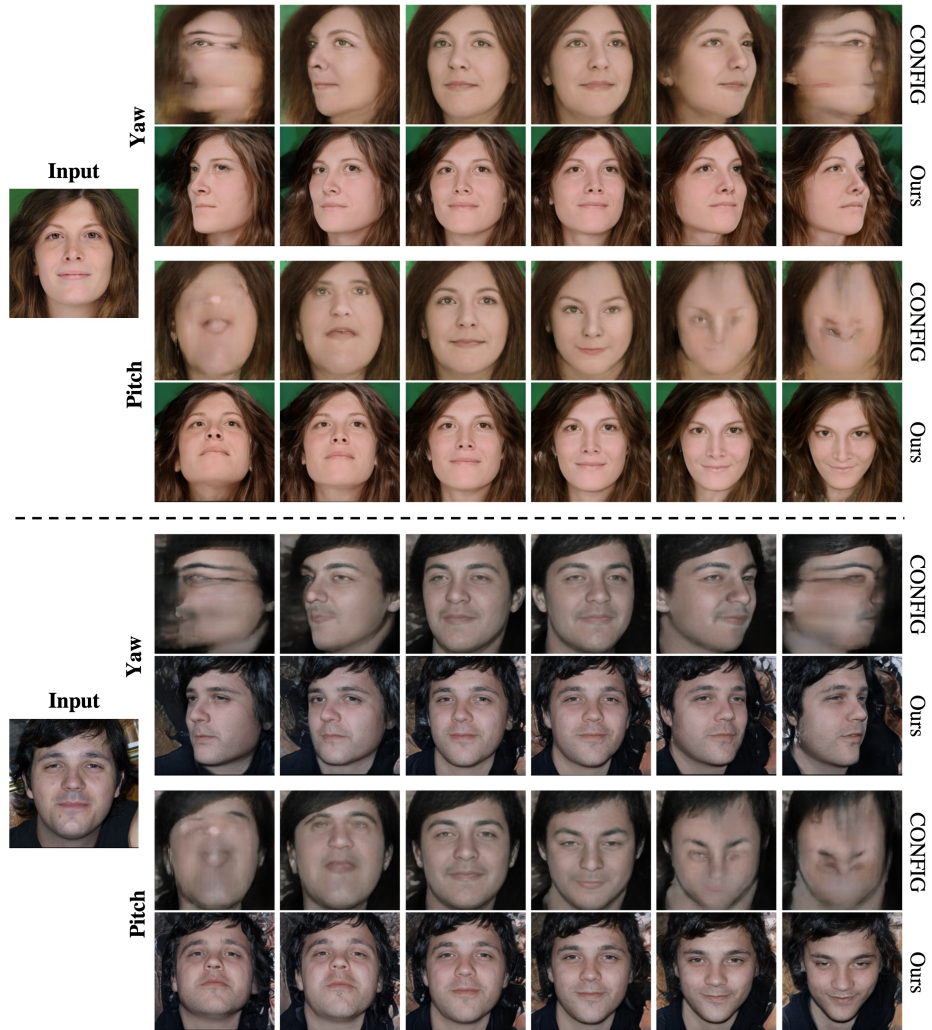 CONFIG
Yaw
Ours
Input
CONFIG
Pitch
Ours
CONFIG
Yaw
Ours
Input
CONFIG
Pitch
Ours